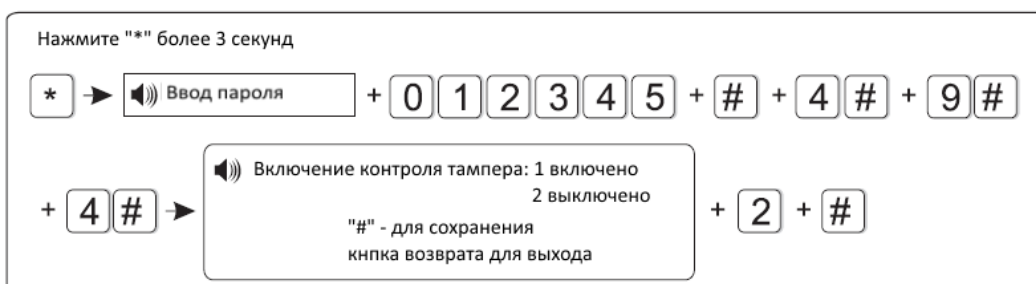 Нажмите "*" более 3 секунд
* Ввод пароля + 0 1 2 3 4 5 + # + 4 # + 9 #
+ 4 # Включение контроля тампера: 1 включено
2 выключено + 2 + #
"#" - для сохранения
кнпка возврата для выхода